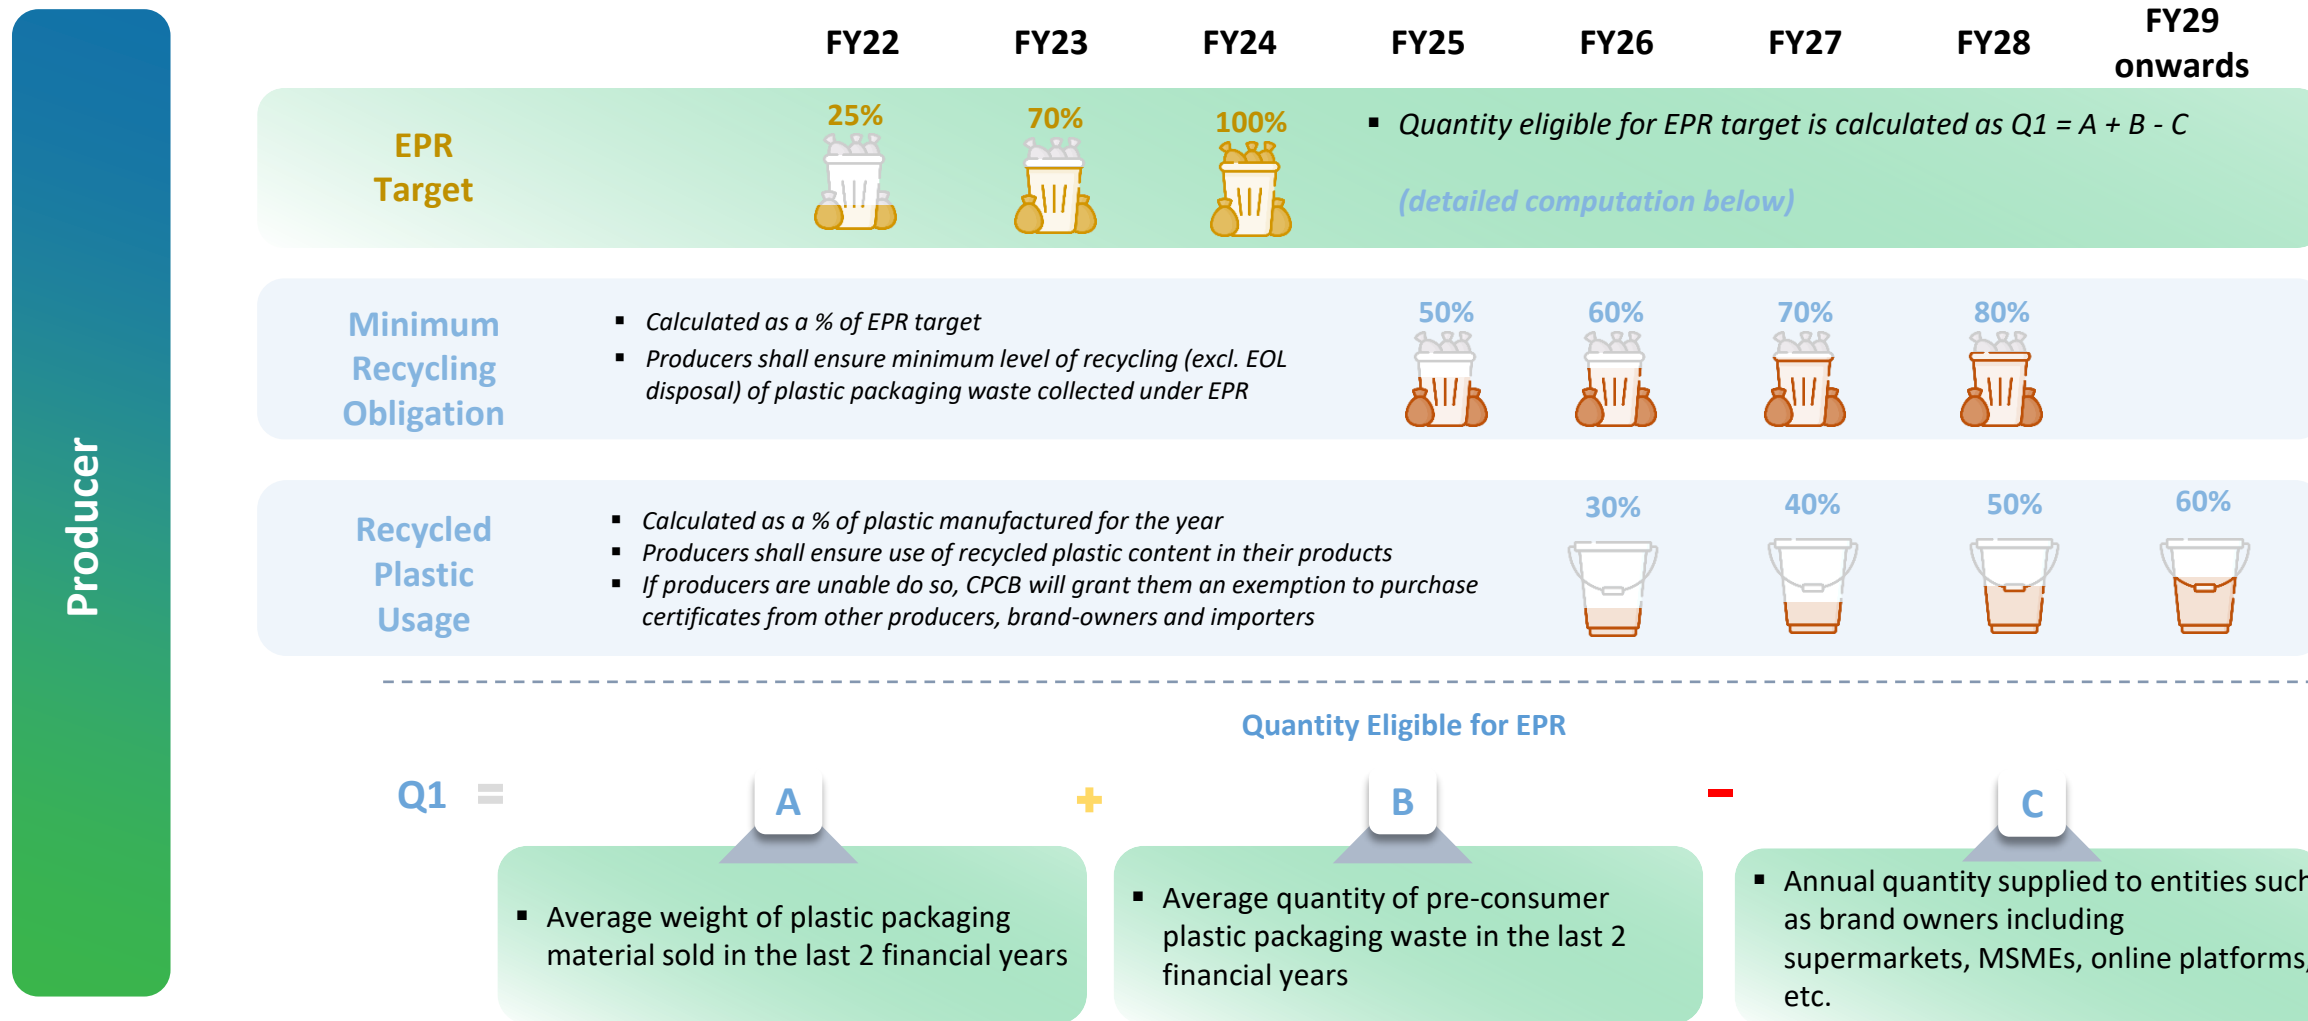 Producer
FY22 FY23 FY24 FY25 FY26 FY27 FY28 FY29
onwards
EPR
Target
25% 70% 100%
▪ Quantity eligible for EPR target is calculated as Q1 = A + B - C
(detailed computation below)
Minimum
Recycling
Obligation
▪ Calculated as a % of EPR target
▪ Producers shall ensure minimum level of recycling (excl. EOL
disposal) of plastic packaging waste collected under EPR
50% 60% 70% 80%
Recycled
Plastic
Usage
▪ Calculated as a % of plastic manufactured for the year
▪ Producers shall ensure use of recycled plastic content in their products
▪ If producers are unable do so, CPCB will grant them an exemption to purchase
certificates from other producers, brand-owners and importers
30% 40% 50% 60%
Quantity Eligible for EPR
Q1 = A + B - C
▪ Average weight of plastic packaging
material sold in the last 2 financial years
▪ Average quantity of pre-consumer
plastic packaging waste in the last 2
financial years
▪ Annual quantity supplied to entities such
as brand owners including
supermarkets, MSMEs, online platforms,
etc.